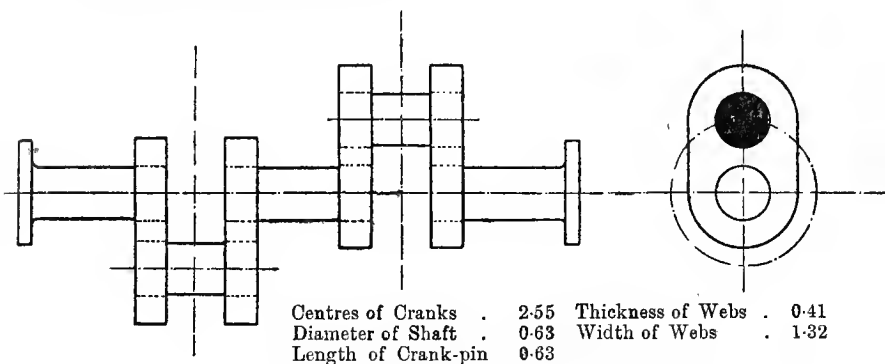 Centres of Cranks . 2·55 Thickness of Webs . 0·41
Diameter of Shaft . 0·63 Width of Webs . 1·32
Length of Crank-pin 0·63